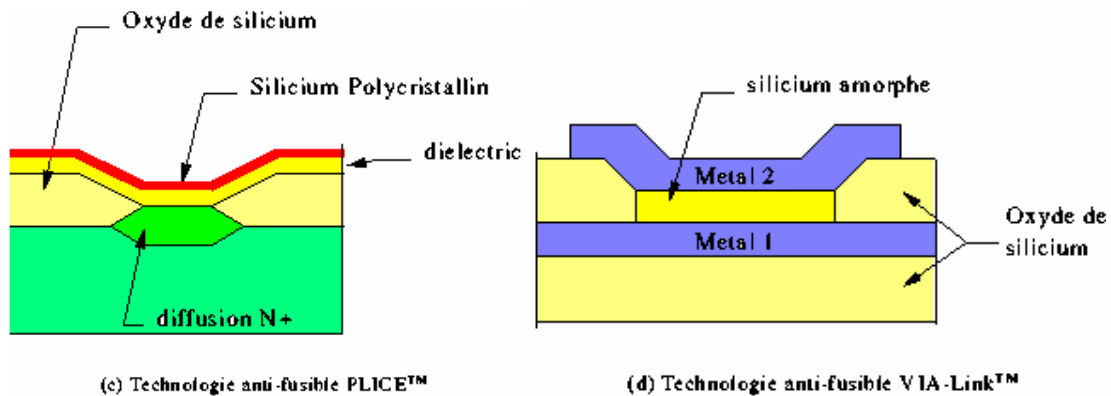 Oxyde de silicium
Silicium Polycristallin
dielectric
diffusion N+
(c) Technologie anti-fusible PLICE™
silicium amorphe
Metal 2
Metal 1
Oxyde de
silicium
(d) Technologie anti-fusible VIA-Link™